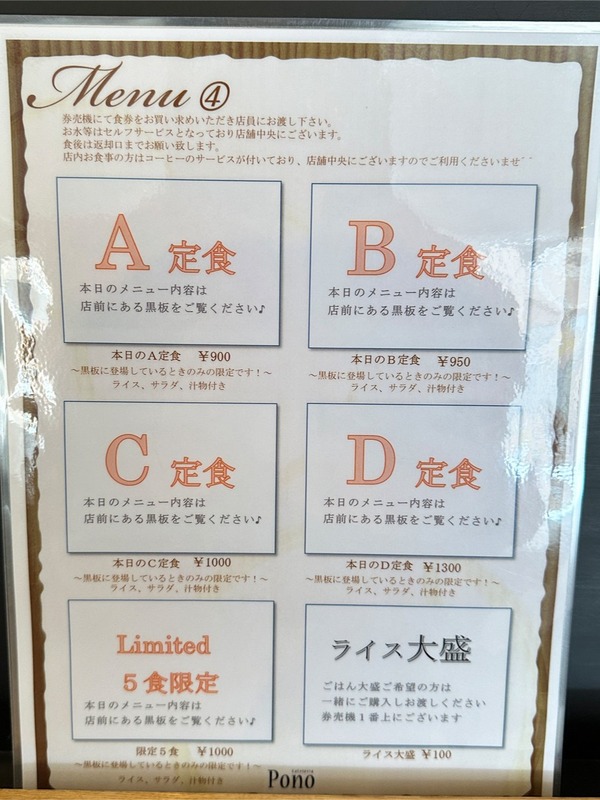 Menu ④
券売機にて食券をお買い求めいただき店員にお渡し下さい。
お水等はセルフサービスとなっており店舗中央にございます。
食後は返却口までお願い致します。
店内お食事の方はコーヒーのサービスが付いており、店舗中央にございますのでご利用くださいませ^^
A 定食
本日のメニュー内容は
店前にある黒板をご覧ください♪
本日のA定食 ￥900
～黒板に登場しているときのみの限定です！～
ライス、サラダ、汁物付き
B 定食
本日のメニュー内容は
店前にある黒板をご覧ください♪
本日のB定食 ￥950
～黒板に登場しているときのみの限定です！～
ライス、サラダ、汁物付き
C 定食
本日のメニュー内容は
店前にある黒板をご覧ください♪
本日のC定食 ￥1000
～黒板に登場しているときのみの限定です！～
ライス、サラダ、汁物付き
D 定食
本日のメニュー内容は
店前にある黒板をご覧ください♪
本日のD定食 ￥1300
～黒板に登場しているときのみの限定です！～
ライス、サラダ、汁物付き
Limited
５食限定
本日のメニュー内容は
店前にある黒板をご覧ください♪
限定５食 ￥1000
～黒板に登場しているときのみの限定です！～
ライス、サラダ、汁物付き
ライス大盛
ごはん大盛ご希望の方は
一緒にご購入しお渡しください
券売機１番上にございます
ライス大盛 ￥100
Pono